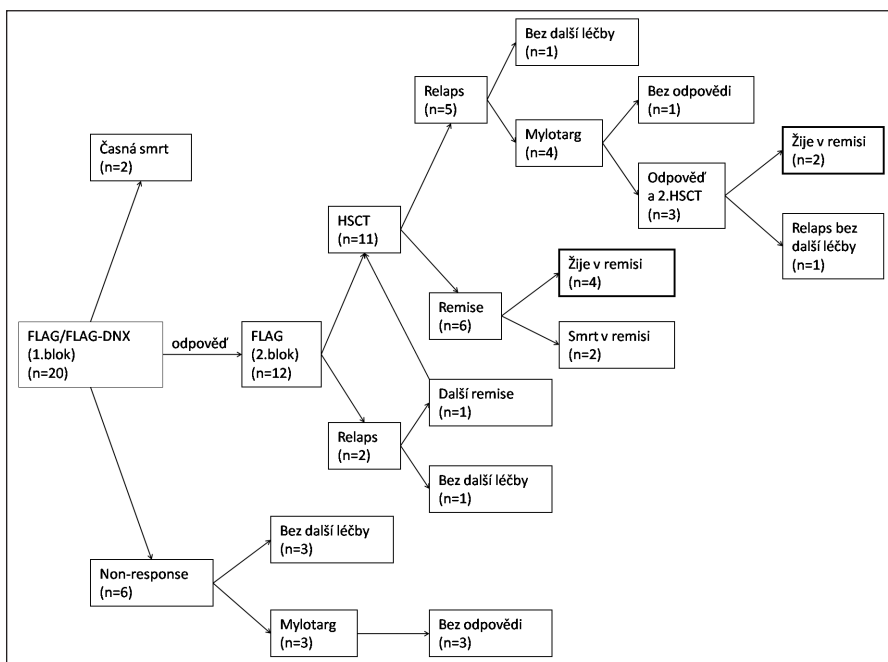 Bez další léčby
(n=1)
Relaps
(n=5)
Bez odpovědi
(n=1)
Mylotarg
(n=4)
Žije v remisi
(n=2)
Časná smrt
(n=2)
Odpověď
a 2.HSCT
(n=3)
HSCT
(n=11)
Relaps bez
další léčby
(n=1)
Žije v remisi
(n=4)
Remise
(n=6)
Smrt v remisi
(n=2)
FLAG/FLAG-DNX
(1.blok)
(n=20)
odpověď
FLAG
(2.blok)
(n=12)
Další remise
(n=1)
Relaps
(n=2)
Bez další léčby
(n=1)
Bez další léčby
(n=3)
Non-response
(n=6)
Mylotarg
(n=3)
Bez odpovědi
(n=3)